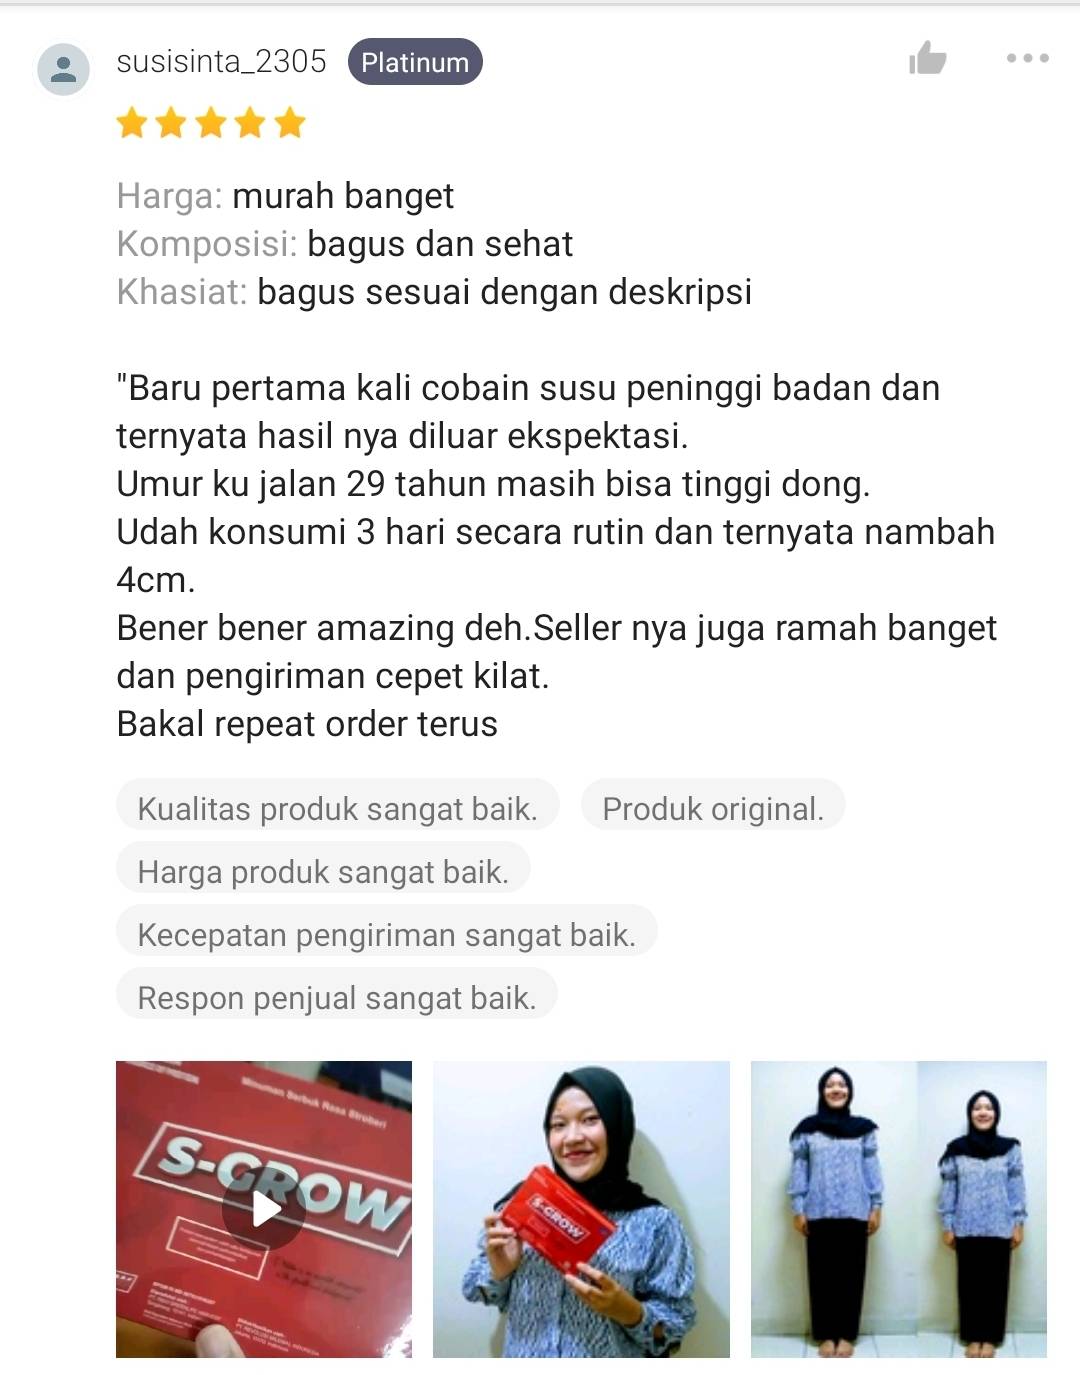 susisinta_2305 Platinum
Harga: murah banget
Komposisi: bagus dan sehat
Khasiat: bagus sesuai dengan deskripsi
"Baru pertama kali cobain susu peninggi badan dan
ternyata hasil nya diluar ekspektasi.
Umur ku jalan 29 tahun masih bisa tinggi dong.
Udah konsumi 3 hari secara rutin dan ternyata nambah
4cm.
Bener bener amazing deh.Seller nya juga ramah banget
dan pengiriman cepet kilat.
Bakal repeat order terus
Kualitas produk sangat baik. Produk original.
Harga produk sangat baik.
Kecepatan pengiriman sangat baik.
Respon penjual sangat baik.
Minuman Serbuk Rasa Stroberi
S-GROW
S-GROW